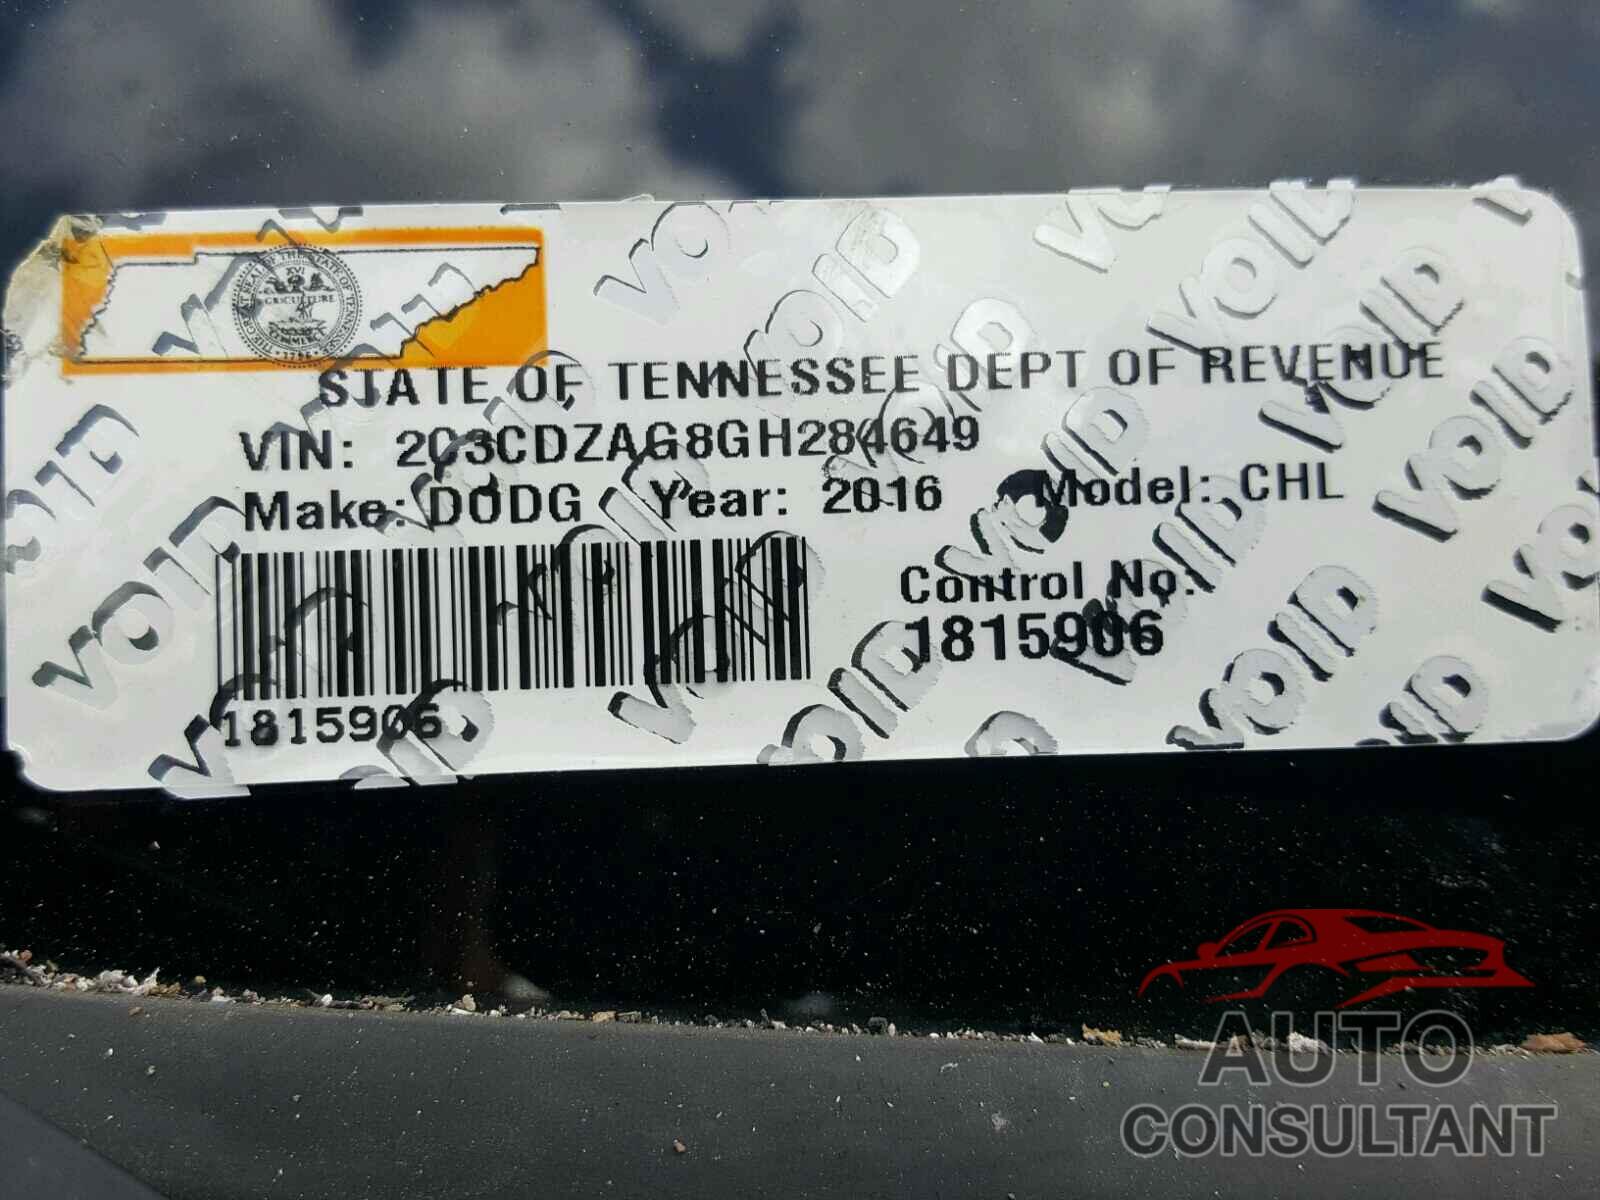 STATE OF TENNESSEE DEPT OF REVENUE
VIN: 2C3CDZAG8GH284649
Make: DODG Year: 2016 Model: CHL
Control No.
1815906
1815906
AUTO
CONSULTANT